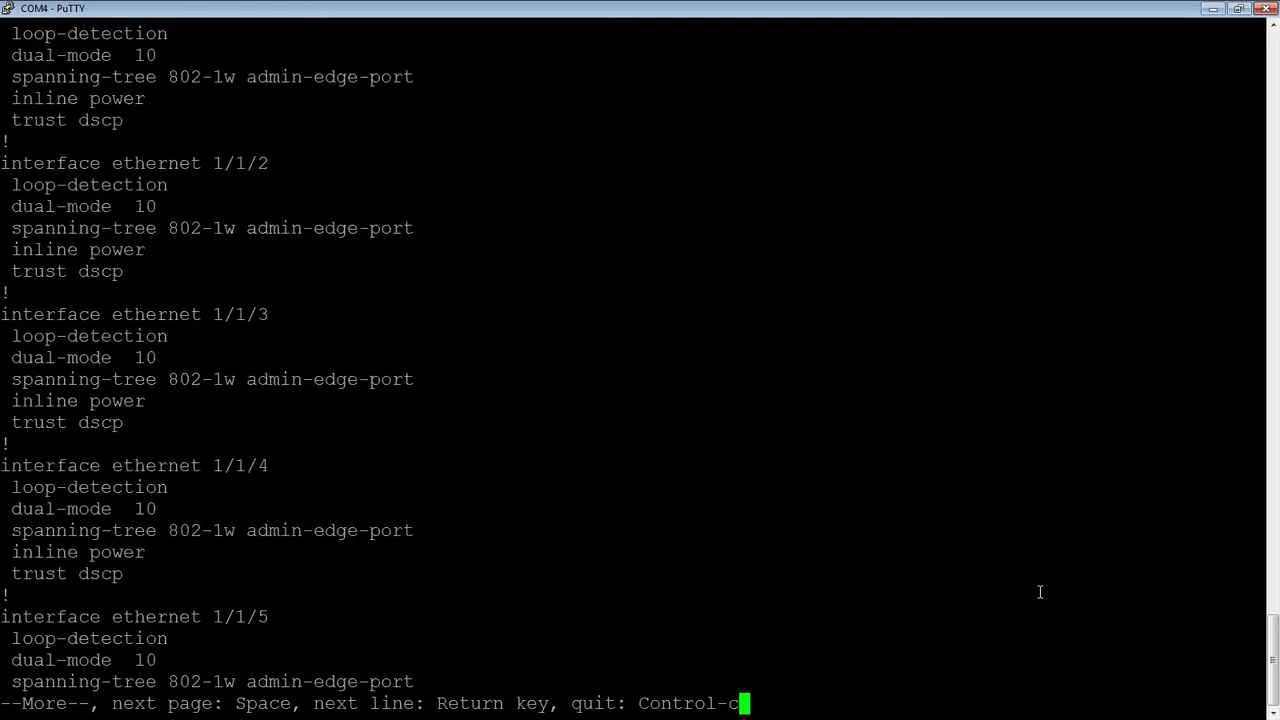 COM4 - PuTTY
loop-detection
dual-mode  10
spanning-tree 802-1w admin-edge-port
inline power
trust dscp
!
interface ethernet 1/1/2
loop-detection
dual-mode  10
spanning-tree 802-1w admin-edge-port
inline power
trust dscp
!
interface ethernet 1/1/3
loop-detection
dual-mode  10
spanning-tree 802-1w admin-edge-port
inline power
trust dscp
!
interface ethernet 1/1/4
loop-detection
dual-mode  10
spanning-tree 802-1w admin-edge-port
inline power
trust dscp
!
interface ethernet 1/1/5
loop-detection
dual-mode  10
spanning-tree 802-1w admin-edge-port
--More--, next page: Space, next line: Return key, quit: Control-c